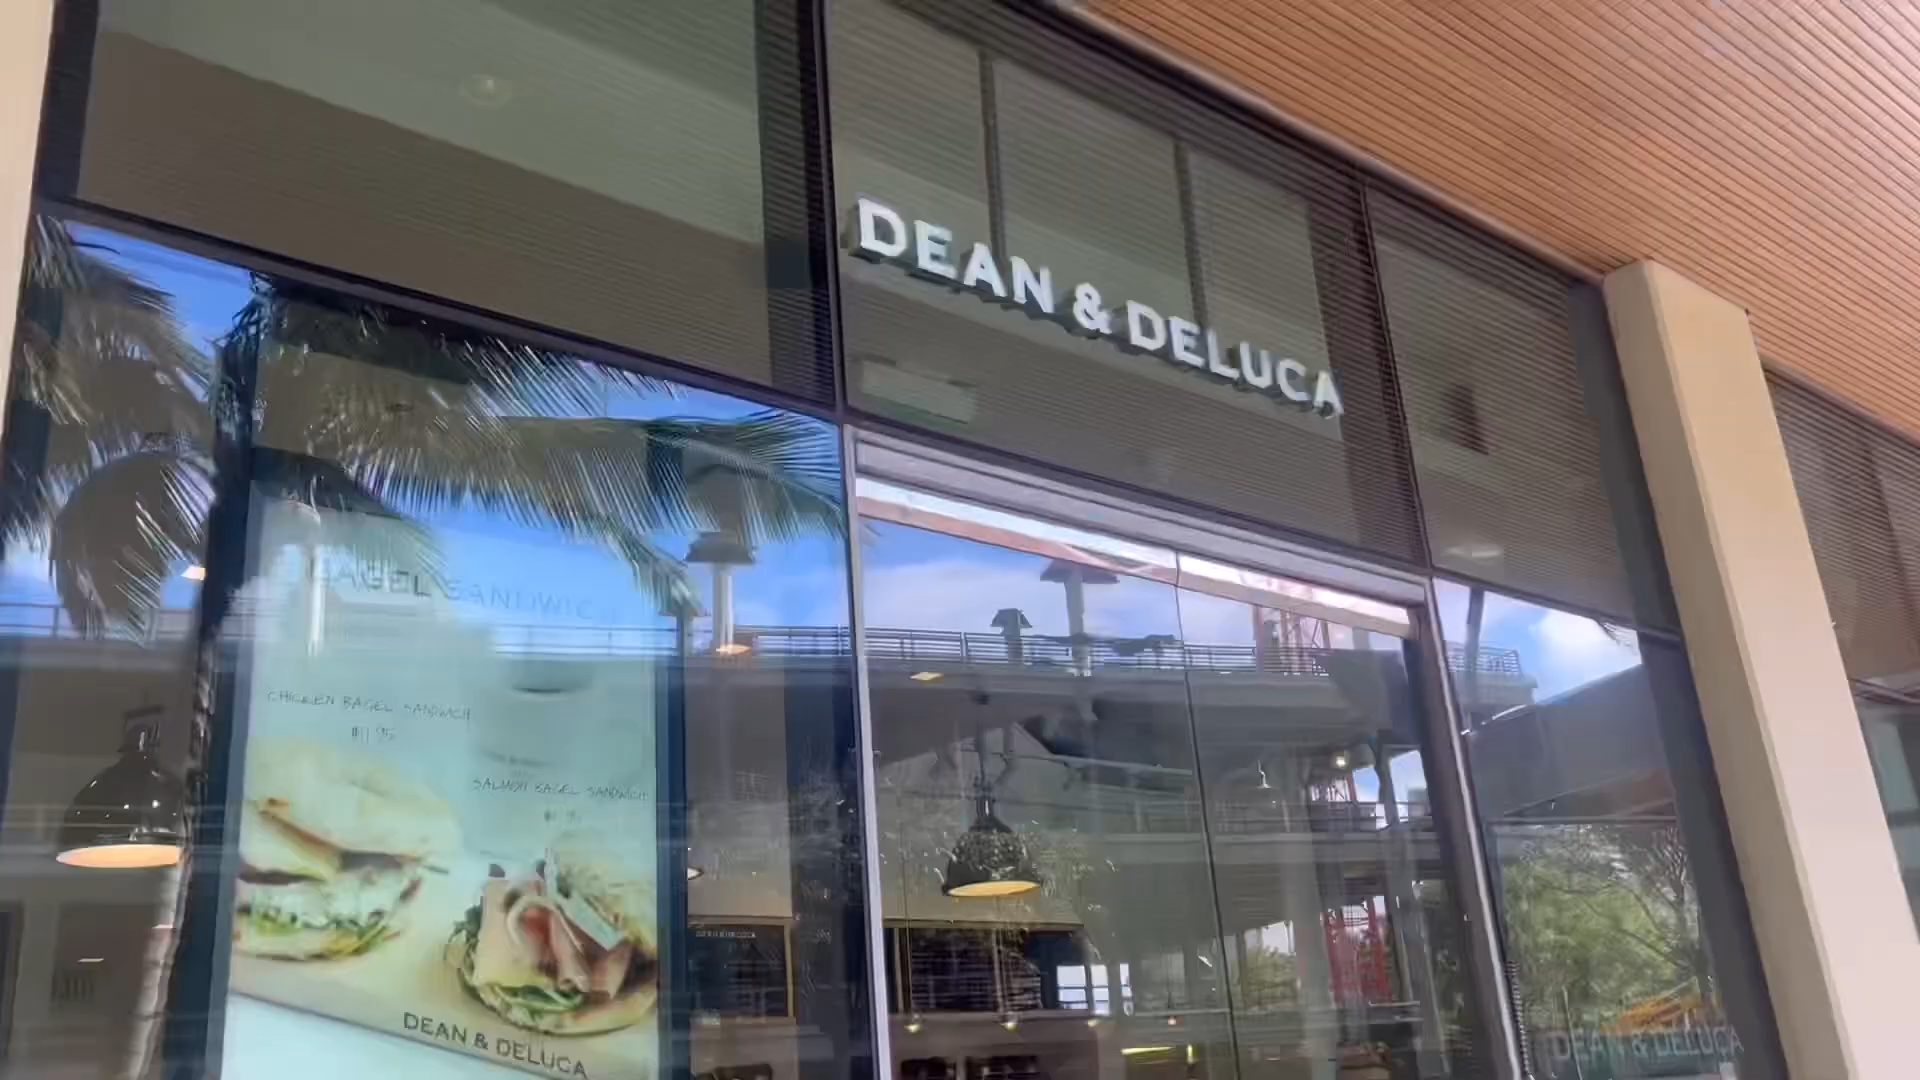 DEAN & DELUCA
BAGEL SANDWICH
CHICKEN BAGEL SANDWICH
SALMON BAGEL SANDWICH
DEAN & DELUCA
DEAN & DELUCA